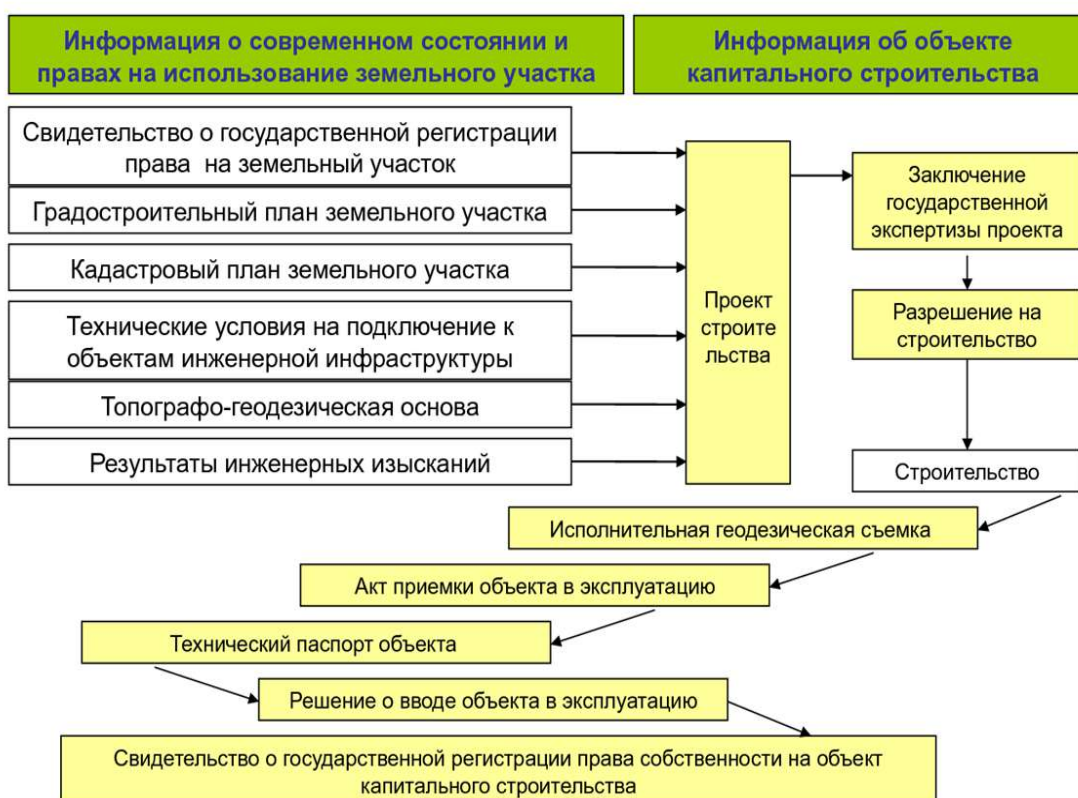 Информация о современном состоянии и
правах на использование земельного участка
Информация об объекте
капитального строительства
Свидетельство о государственной регистрации
права на земельный участок
Градостроительный план земельного участка
Кадастровый план земельного участка
Технические условия на подключение к
объектам инженерной инфраструктуры
Топографо-геодезическая основа
Результаты инженерных изысканий
Проект
строите
льства
Заключение
государственной
экспертизы проекта
Разрешение на
строительство
Строительство
Исполнительная геодезическая съемка
Акт приемки объекта в эксплуатацию
Технический паспорт объекта
Решение о вводе объекта в эксплуатацию
Свидетельство о государственной регистрации права собственности на объект
капитального строительства